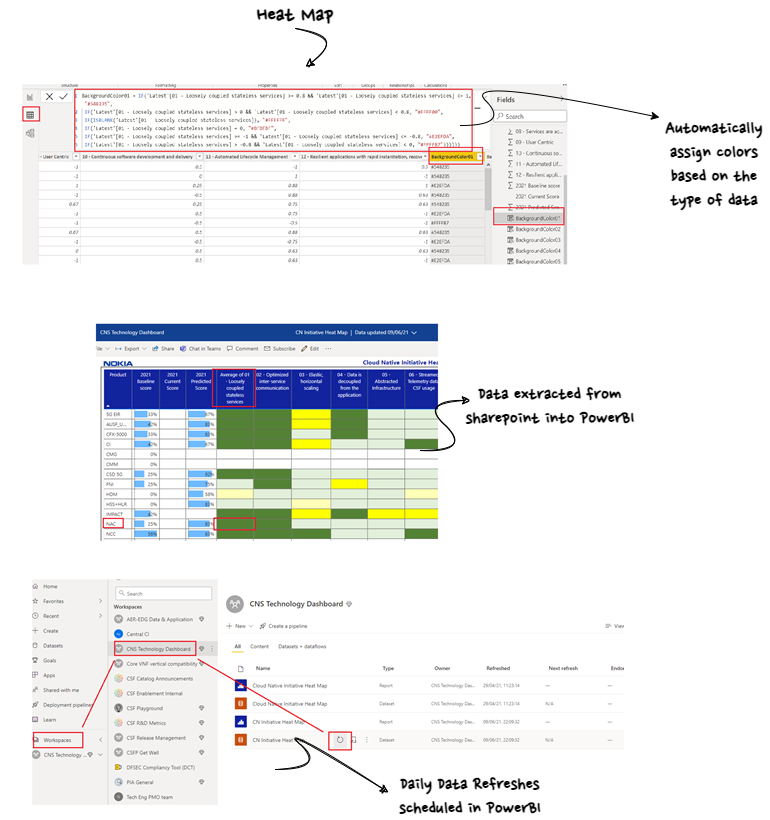 Heat Map
Structure Formatting Properties Sort Groups Relationships Calculations
1 BackgroundColor01 = IF('Latest'[01 - Loosely coupled stateless services] >= 0.8 && 'Latest'[01 - Loosely coupled stateless services] <= 1,
"#548235",
IF('Latest'[01 - Loosely coupled stateless services] > 0 && 'Latest'[01 - Loosely coupled stateless services] < 0.8,
IF(ISBLANK('Latest'[01 - Loosely coupled stateless services]), "#FFFFFF",
IF('Latest'[01 - Loosely coupled stateless services] = 0,
IF('Latest'[01 - Loosely coupled stateless services] >= -1 && 'Latest'[01 - Loosely coupled stateless services] <= -0.8, "#E2EFDA",
IF('Latest'[01 - Loosely coupled stateless services] > -0.8 && 'Latest'[01 - Loosely coupled stateless services] < 0,
User Centric 10 - Continuous software development and delivery 11 - Automated Lifecycle Management 12 - Resilient applications with rapid instantiation, recov BackgroundColor01
-1 -0.5 -1 0.5 #548235
-1 0 1 -1 #548235
1 0.25 0.88 -1 #E2EFDA
-1 -0.5 0.88 0.63 #548235
0.67 0.25 0.75 0.63 #548235
-1 0.5 0.75 -1 #E2EFDA
-1 0.5 -0.5 -1
0.67 -0.5 0.88 0.63 #548235
-1 -0.5 -0.75 -1 #E2EFDA
0 0.5 0.63 0.63 #548235
-1 0.5 0.63 -1 #E2EFDA
Fields
Search
08 - Services are ac...
09 - User Centric
10 - Continuous so...
11 - Automated Lif...
12 - Resilient appli...
2021 Baseline score
2021 Current Score
2021 Predicted Sco...
BackgroundColor01
BackgroundColor02
BackgroundColor03
BackgroundColor04
BackgroundColor05
Automatically
assign colors
based on the
type of data
CNS Technology Dashboard CN Initiative Heat Map | Data updated 09/06/21
Export Share Chat in Teams Comment Subscribe Edit ...
NOKIA Cloud Native Initiative Heat
Product 2021 Baseline score 2021 Current Score 2021 Predicted Score Average of 01 - Loosely coupled stateless services 02 - Optimized inter-service communication 03 - Elastic, horizontal scaling 04 - Data is decoupled from the application 05 - Abstracted Infrastructure 06 - Streamed Telemetry data CSF usage
5G EIR 33% 67%
AUSF_U... 42% 83%
CFX-5000 33% 83%
CI 42% 67%
CMG 0%
CMM 0%
CSD 5G 25% 92%
FNI 25% 75%
HDM 0% 58%
HSS+HLR 0% 83%
IMPACT 42%
NAC 25% 83%
NCC 58% 83%
Data extracted from
sharepoint into PowerBI
Home
Favorites
Recent
Create
Datasets
Goals
Apps
Shared with me
Deployment pipelines
Learn
Workspaces
CNS Technology ...
Search
Workspaces
AER-EDG Data & Application
Central CI
CNS Technology Dashboard
Core VNF vertical compatibility
CSF Catalog Announcements
CSF Enablement Internal
CSF Playground
CSF R&D Metrics
CSF Release Management
CSFP Get Wall
DFSEC Compliancy Tool (DCT)
PIA General
Tech Eng PMO team
CNS Technology Dashboard
New Create a pipeline View
All Content Datasets + dataflows
Name Type Owner Refreshed Next refresh Endor
Cloud Native Initiative Heat Map Report CNS Technology Das... 29/04/21, 11:23:14 —
Cloud Native Initiative Heat Map Dataset CNS Technology Das... 29/04/21, 11:23:14 N/A
CN Initiative Heat Map Report CNS Technology Das... 09/06/21, 22:09:32 —
CN Initiative Heat Map Dataset CNS Technology Das... 09/06/21, 22:09:32 N/A
Daily Data Refreshes
scheduled in PowerBI